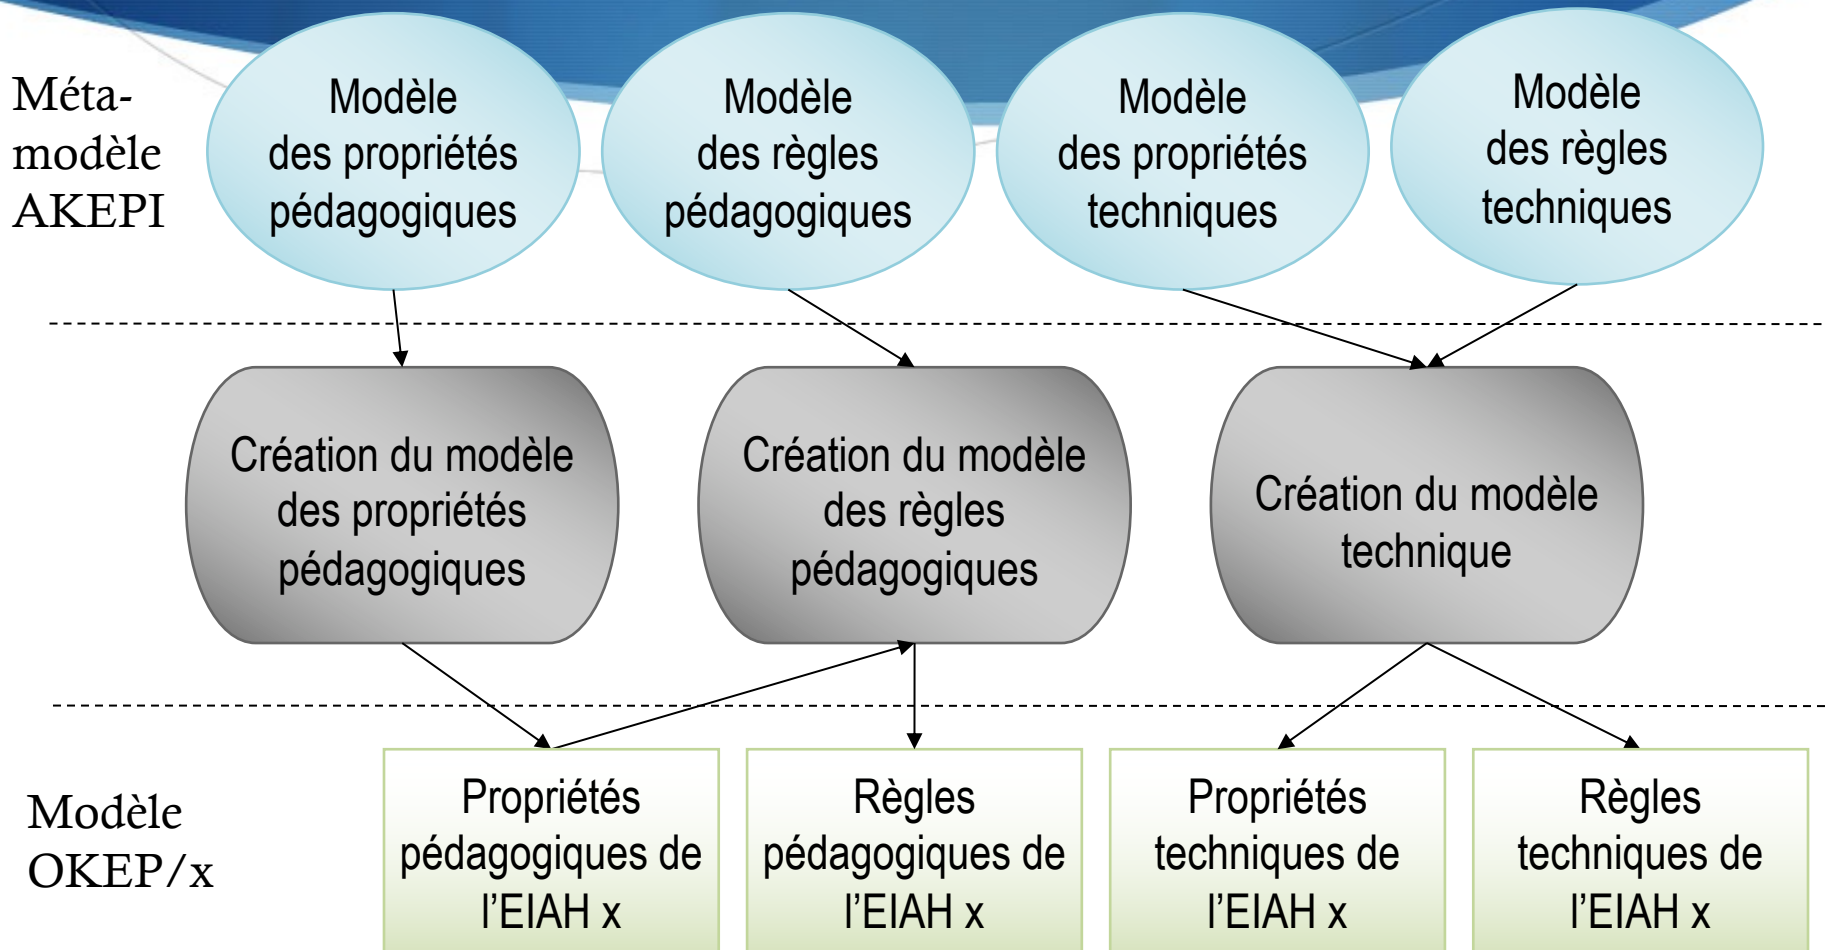 Méta-
modèle
AKEPI
Modèle
des propriétés
pédagogiques
Modèle
des règles
pédagogiques
Modèle
des propriétés
techniques
Modèle
des règles
techniques
Création du modèle
des propriétés
pédagogiques
Création du modèle
des règles
pédagogiques
Création du modèle
technique
Modèle
OKEP/x
Propriétés
pédagogiques de
l'EIAH x
Règles
pédagogiques de
l'EIAH x
Propriétés
techniques de
l'EIAH x
Règles
techniques de
l'EIAH x